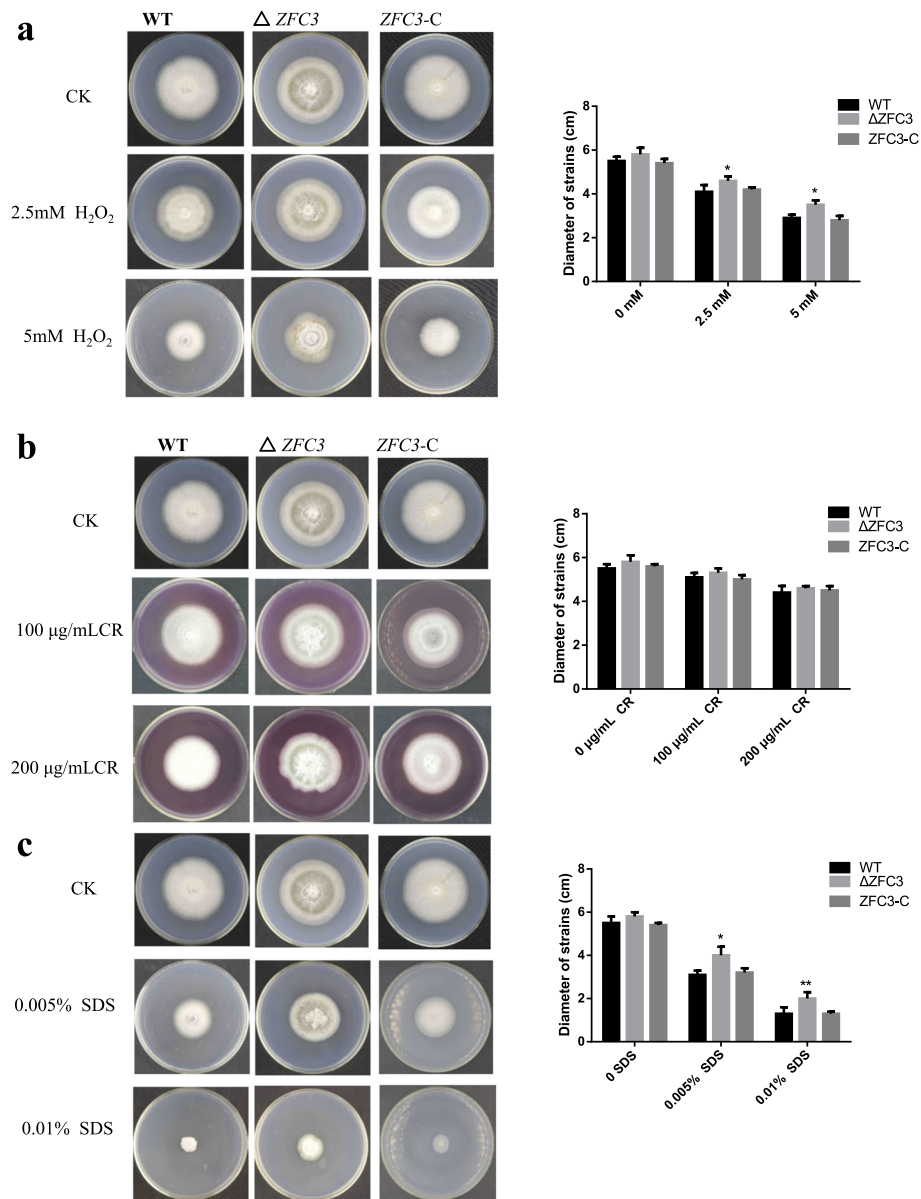 a
WT △ ZFC3 ZFC3-C
CK
2.5mM H₂O₂
5mM H₂O₂
Diameter of strains (cm)
8
6
4
2
0
0 mM
2.5 mM
5 mM
* *
WT
ΔZFC3
ZFC3-C
b
WT △ ZFC3 ZFC3-C
CK
100 μg/mLCR
200 μg/mLCR
Diameter of strains (cm)
8
6
4
2
0
0 μg/mL CR
100 μg/mL CR
200 μg/mL CR
WT
ΔZFC3
ZFC3-C
c
CK
0.005% SDS
0.01% SDS
Diameter of strains (cm)
8
6
4
2
0
0 SDS
0.005% SDS
0.01% SDS
* **
WT
ΔZFC3
ZFC3-C